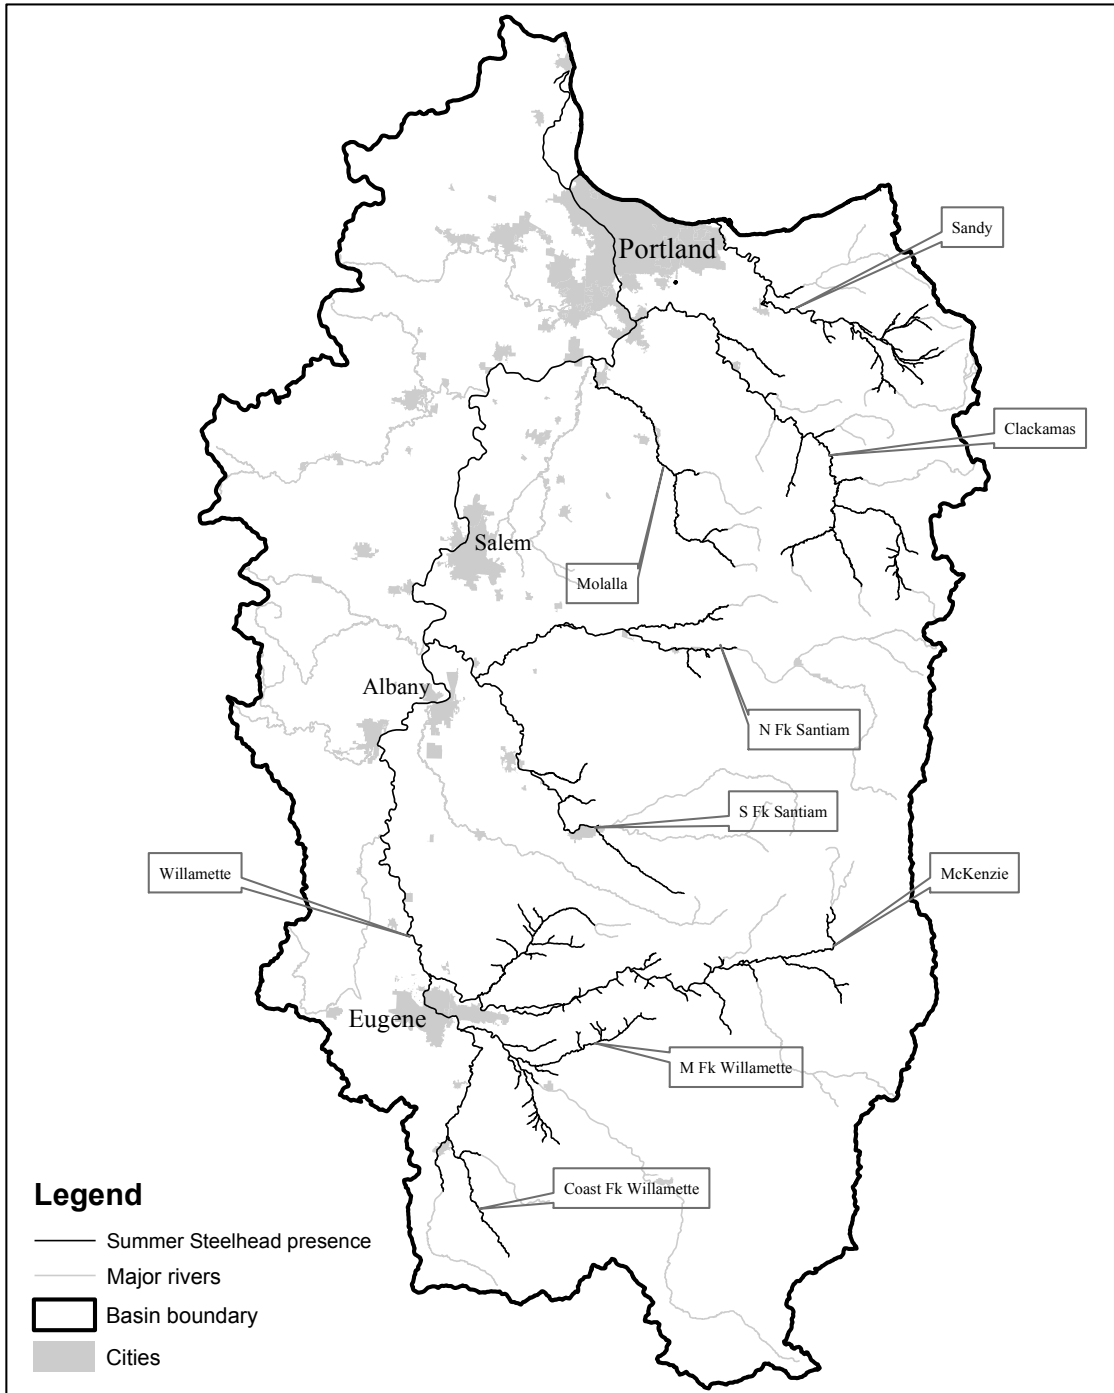 Portland
Sandy
Clackamas
Salem
Molalla
Albany
N Fk Santiam
S Fk Santiam
Willamette
McKenzie
Eugene
M Fk Willamette
Coast Fk Willamette
Legend
Summer Steelhead presence
Major rivers
Basin boundary
Cities